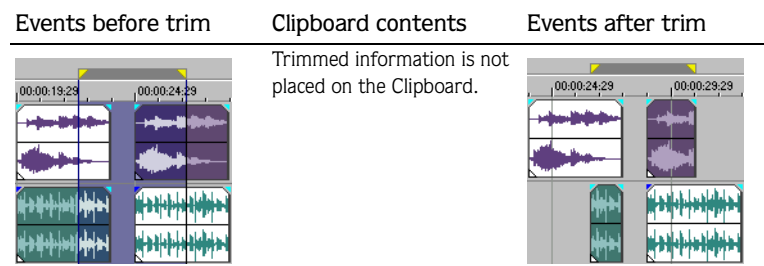 Events before trim
Clipboard contents
Events after trim
Trimmed information is not
placed on the Clipboard.
00:00:19:29
00:00:24:29
00:00:24:29
00:00:29:29